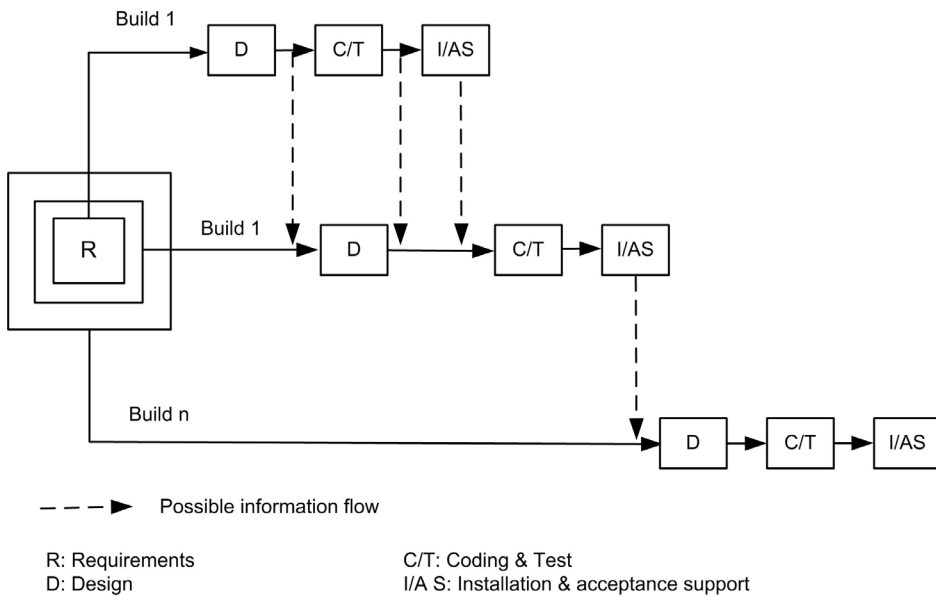 Build 1
D
C/T
I/AS
R
Build 1
D
C/T
I/AS
Build n
D
C/T
I/AS
Possible information flow
R: Requirements
C/T: Coding & Test
D: Design
I/A S: Installation & acceptance support